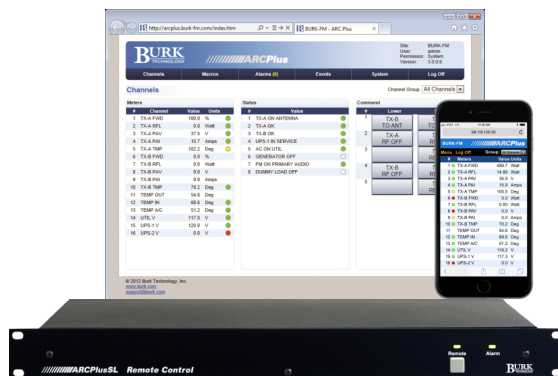 http://arcplus.burk-fm.com/index.htm
BURK-FM - ARC Plus
BURK
TECHNOLOGY
ARCPlus
Site: BURK-FM
User: admin
Permission: System
Version: 3.0.0.6
Channels Macros Alarms (6) Events System Log Off
Channels
Channel Group: All Channels
Meters Status Command
# Channel Value Units
1 TX-A FWD 100.0 %
2 TX-A RFL 0.0 Watt
3 TX-A PAV 37.5 V
4 TX-A PAI 15.7 Amps
5 TX-A TMP 102.2 Deg
6 TX-B FWD 0.0 %
7 TX-B RFL 0.0 Watt
8 TX-B PAV 0.0 V
9 TX-B PAI 0.0 Amps
10 TX-B TMP 70.2 Deg
11 TEMP OUT 54.6 Deg
12 TEMP IN 68.6 Deg
13 TEMP A/C 51.2 Deg
14 UTIL V 117.8 V
15 UPS-1 V 120.9 V
16 UPS-2 V 0.0 V
# Value
1 TX-A ON ANTENNA
2 TX-A OK
3 TX-B OK
4 UPS-1 IN SERVICE
5 AC ON UTIL
6 GENERATOR OFF
7 FM ON PRIMARY AUDIO
8 DUMMY LOAD OFF
# Lower
1 TX-B
TO ANT
2 TX-A
RF OFF
3
4 TX-B
RF OFF
5
© 2012 Burk Technology, Inc.
www.burk.com
support@burk.com
BURK-FM ARCPlus
Menu Log Off Group:
# Meters Value Units
1 TX-A FWD Watt
2 TX-A RFL 14.99 Watt
3 TX-A PAV V
4 TX-A PAI 15.9 Amps
5 TX-A TMP 105.5 Deg
6 TX-B FWD 0.0 Watt
7 TX-B RFL 0.00 Watt
8 TX-B PAV 0.0 V
9 TX-B PAI 0.0 Amps
10 TX-B TMP 70.2 Deg
11 TEMP OUT 54.6 Deg
12 TEMP IN 68.0 Deg
13 TEMP A/C 51.2 Deg
14 UTIL V 118.2 V
15 UPS-1 V 117.3 V
16 UPS-2 V 0.0 V
ARCPlusSL Remote Control
Remote Alarm
BURK
TECHNOLOGY